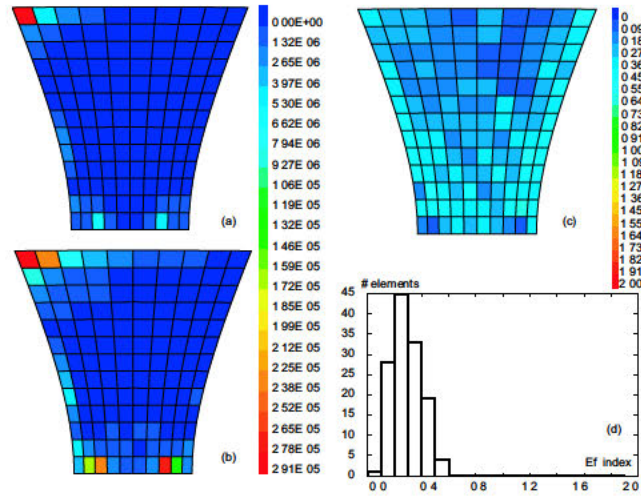 0 00E+00
1 32E 06
2 65E 06
3 97E 06
5 30E 06
6 62E 06
7 94E 06
9 27E 06
1 06E 05
1 19E 05
1 32E 05
1 46E 05
1 59E 05
1 72E 05
1 85E 05
1 99E 05
2 12E 05
2 25E 05
2 38E 05
2 52E 05
2 65E 05
2 78E 05
2 91E 05
(a)
(b)
0
0 09
0 18
0 27
0 36
0 45
0 55
0 64
0 73
0 82
0 91
1 00
1 09
1 18
1 27
1 36
1 45
1 55
1 64
1 73
1 82
1 91
2 00
(c)
# elements
45
40
35
30
25
20
15
10
5
0
(d)
Ef index
0 0 0 4 0 8 1 2 1 6 2 0